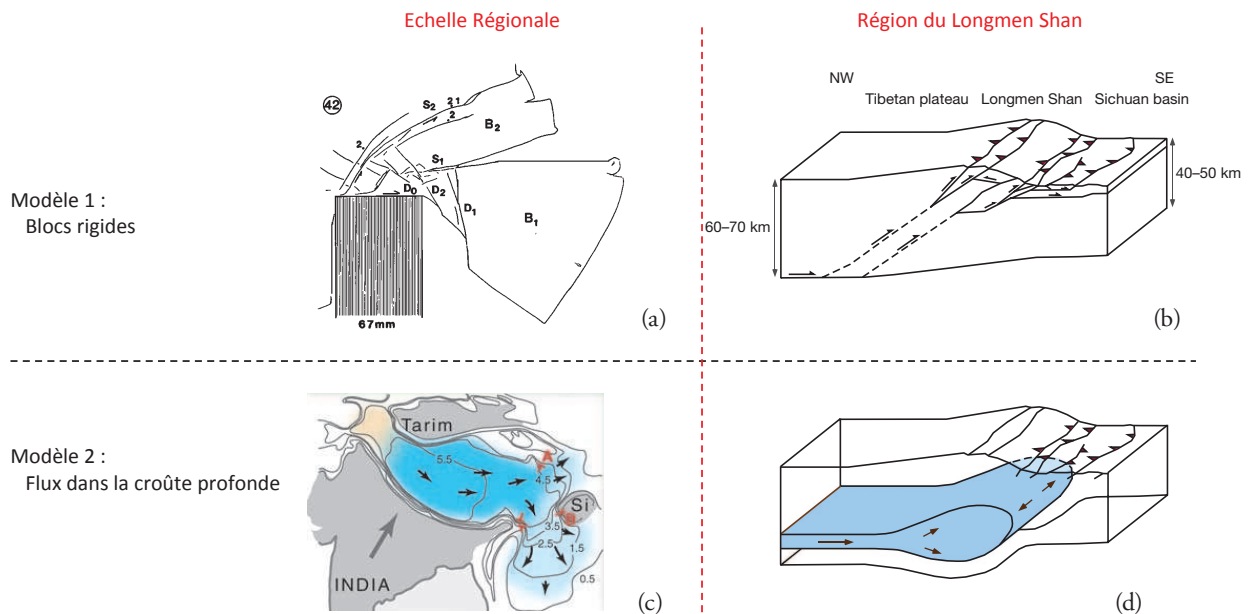 Echelle Régionale
Région du Longmen Shan
Modèle 1 :
Blocs rigides
42
S2
2,1
2
2,
B2
S1
D0
D2
D1
B1
67mm
(a)
NW
SE
Tibetan plateau
Longmen Shan
Sichuan basin
40–50 km
60–70 km
(b)
Modèle 2 :
Flux dans la croûte profonde
Tarim
5.5
A
4.5
Si
B
3.5
2.5
1.5
0.5
INDIA
(c)
(d)